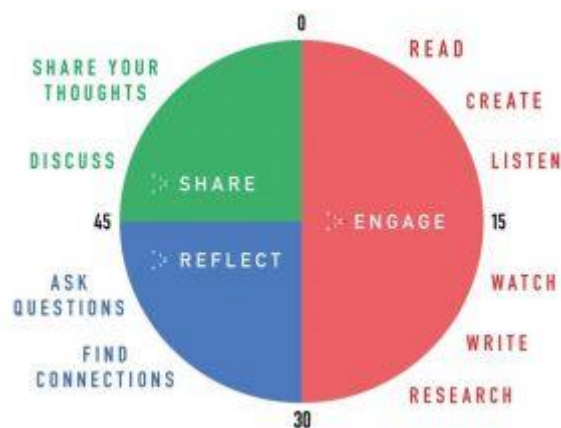 0
READ
CREATE
LISTEN
15
WATCH
WRITE
RESEARCH
30
FIND
CONNECTIONS
ASK
QUESTIONS
45
DISCUSS
SHARE YOUR
THOUGHTS
SHARE
REFLECT
ENGAGE